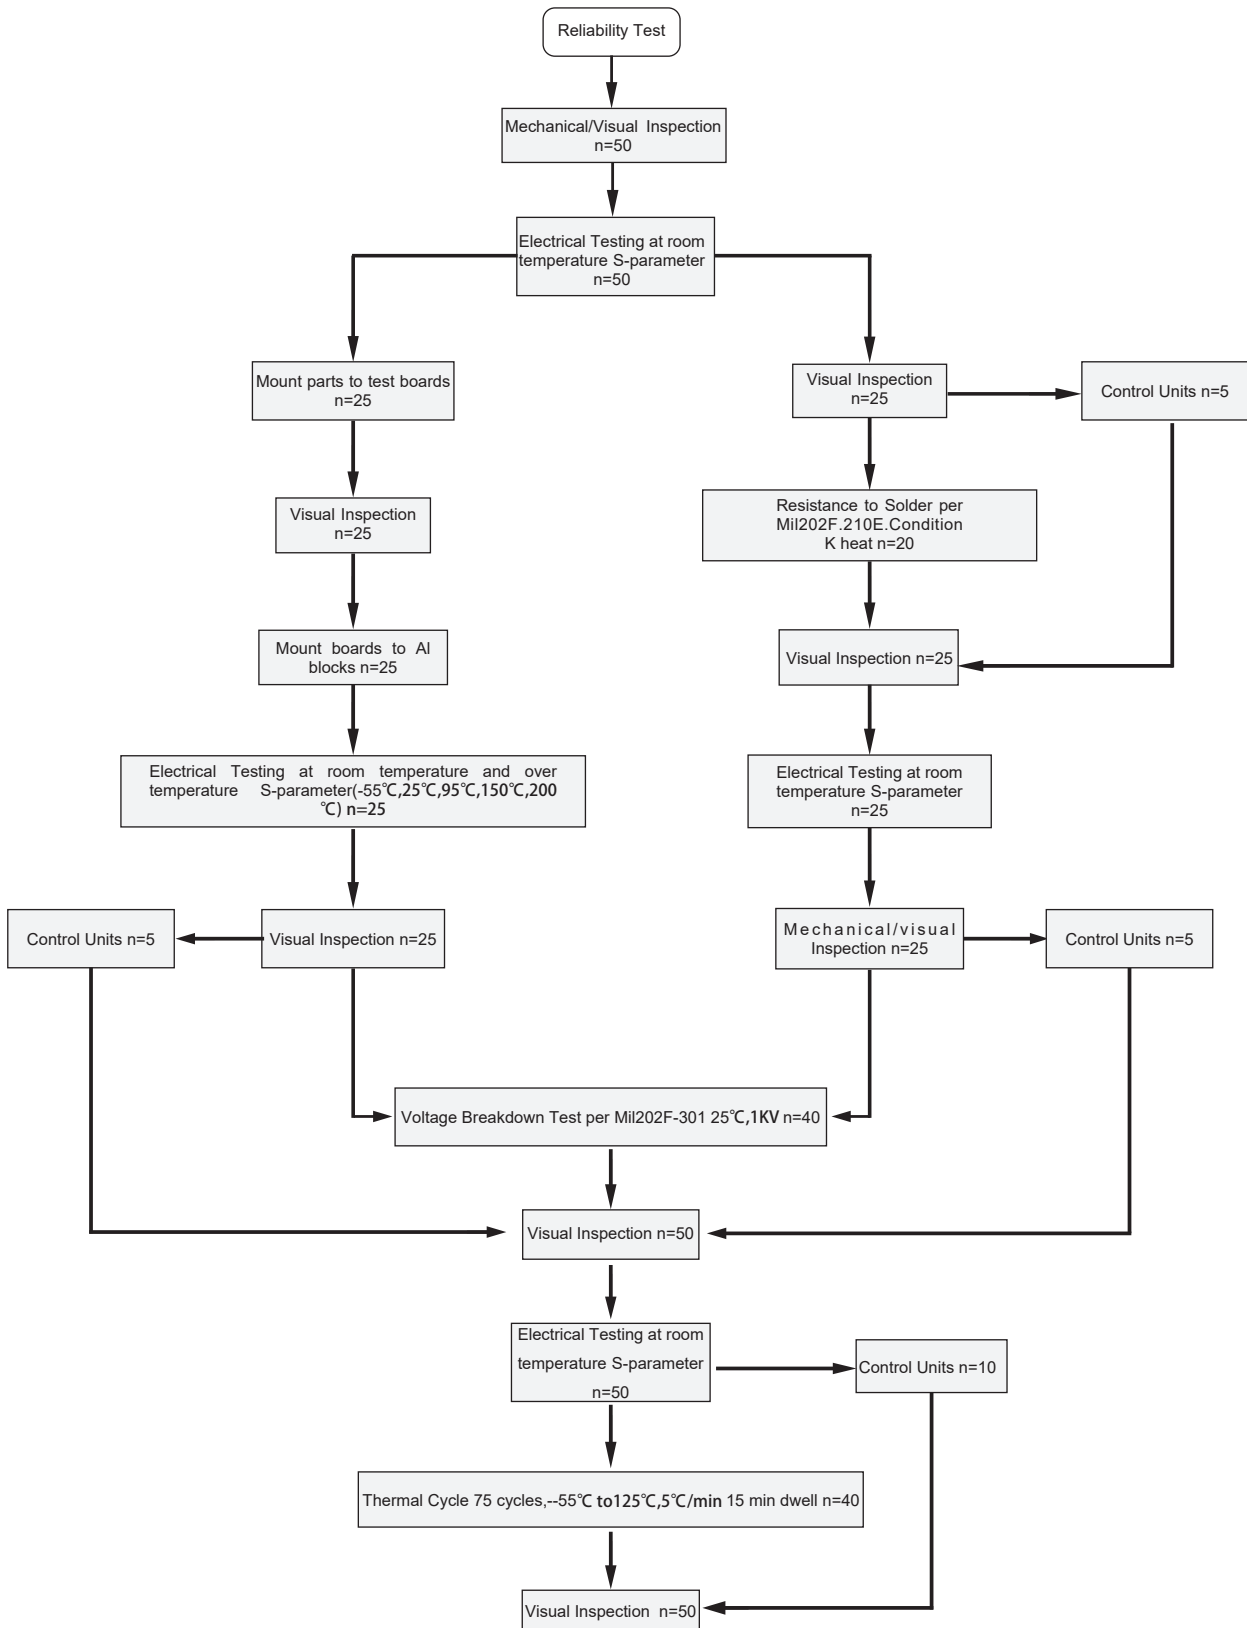 Reliability Test
Mechanical/Visual Inspection
n=50
Electrical Testing at room
temperature S-parameter
n=50
Mount parts to test boards
n=25
Visual Inspection
n=25
Control Units n=5
Visual Inspection
n=25
Resistance to Solder per
Mil202F.210E.Condition
K heat n=20
Mount boards to Al
blocks n=25
Visual Inspection n=25
Electrical Testing at room temperature and over
temperature S-parameter(-55℃,25℃,95℃,150℃,200
℃) n=25
Electrical Testing at room
temperature S-parameter
n=25
Control Units n=5
Visual Inspection n=25
Mechanical/visual
Inspection n=25
Control Units n=5
Voltage Breakdown Test per Mil202F-301 25℃,1KV n=40
Visual Inspection n=50
Electrical Testing at room
temperature S-parameter
n=50
Control Units n=10
Thermal Cycle 75 cycles,--55℃ to125℃,5℃/min 15 min dwell n=40
Visual Inspection n=50